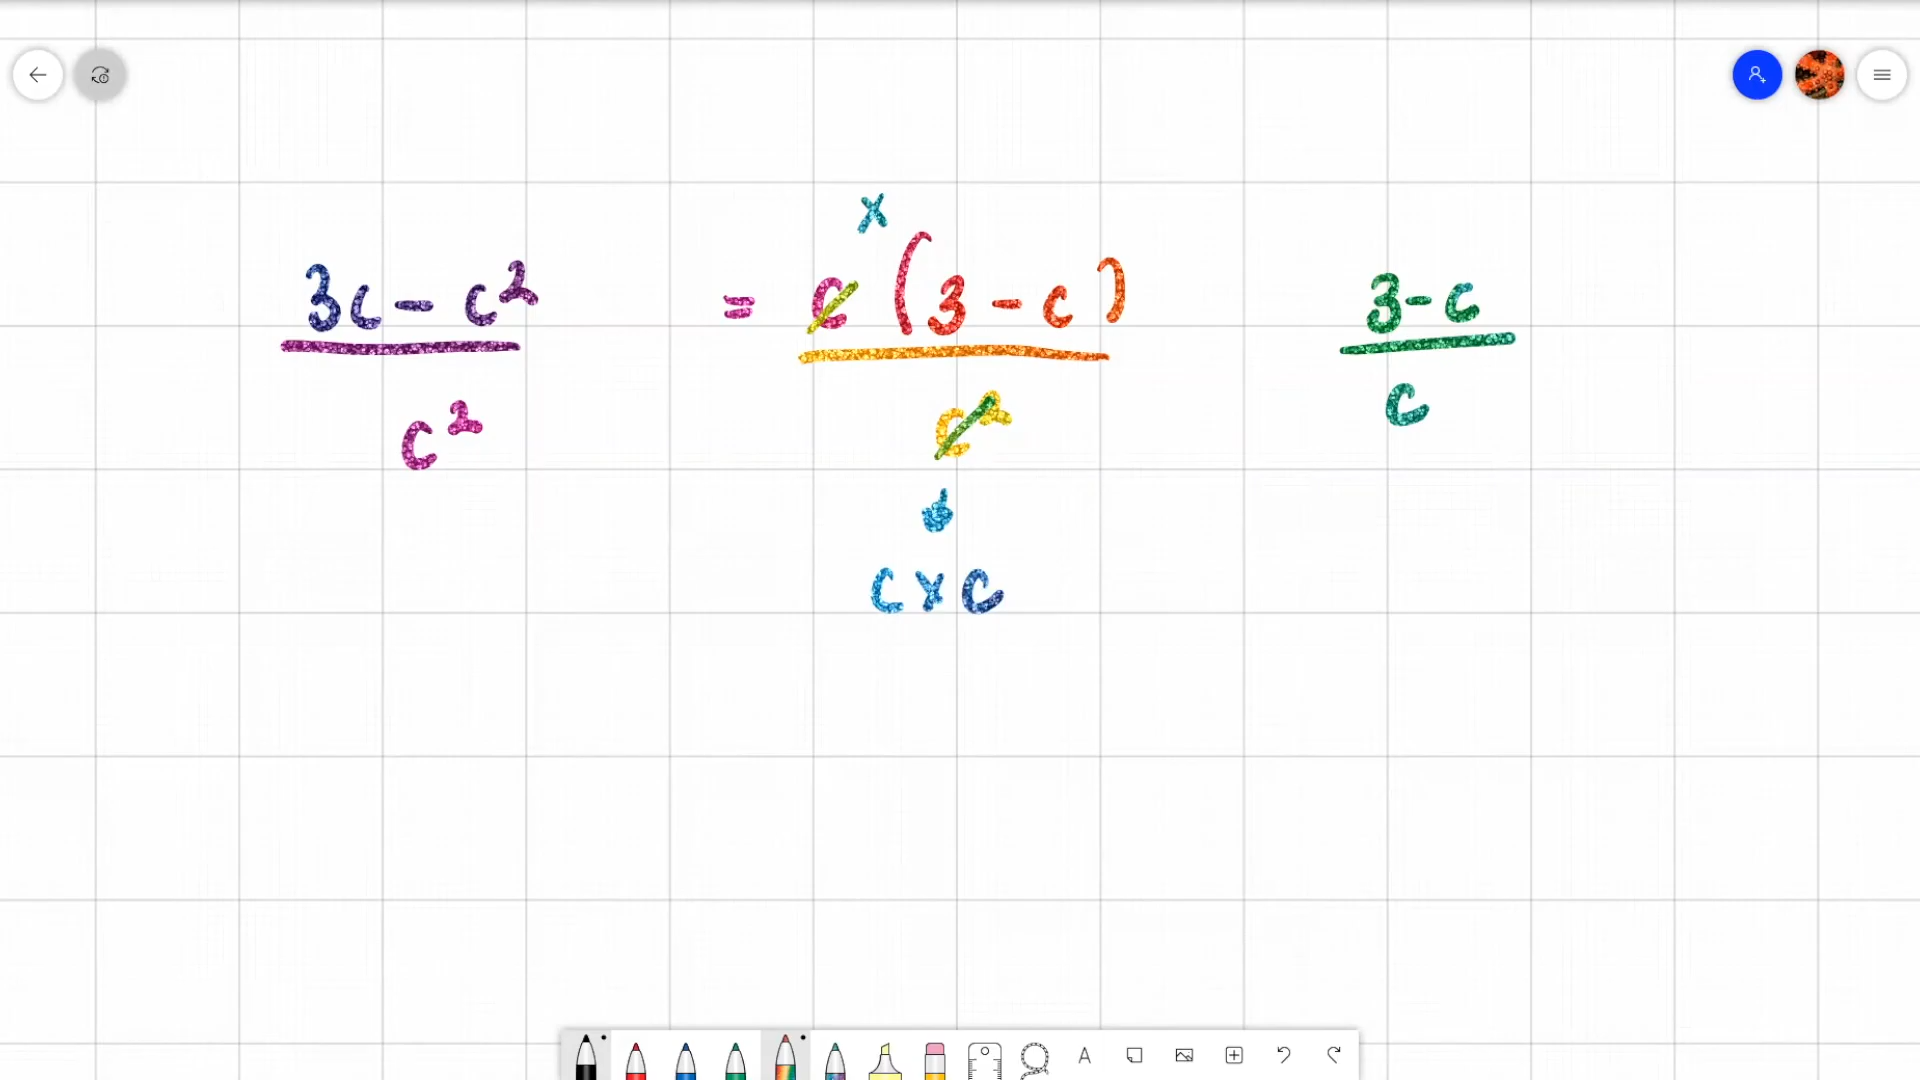 x
3c - c² = c (3 - c) 3 - c
c² c² c
c x c
A